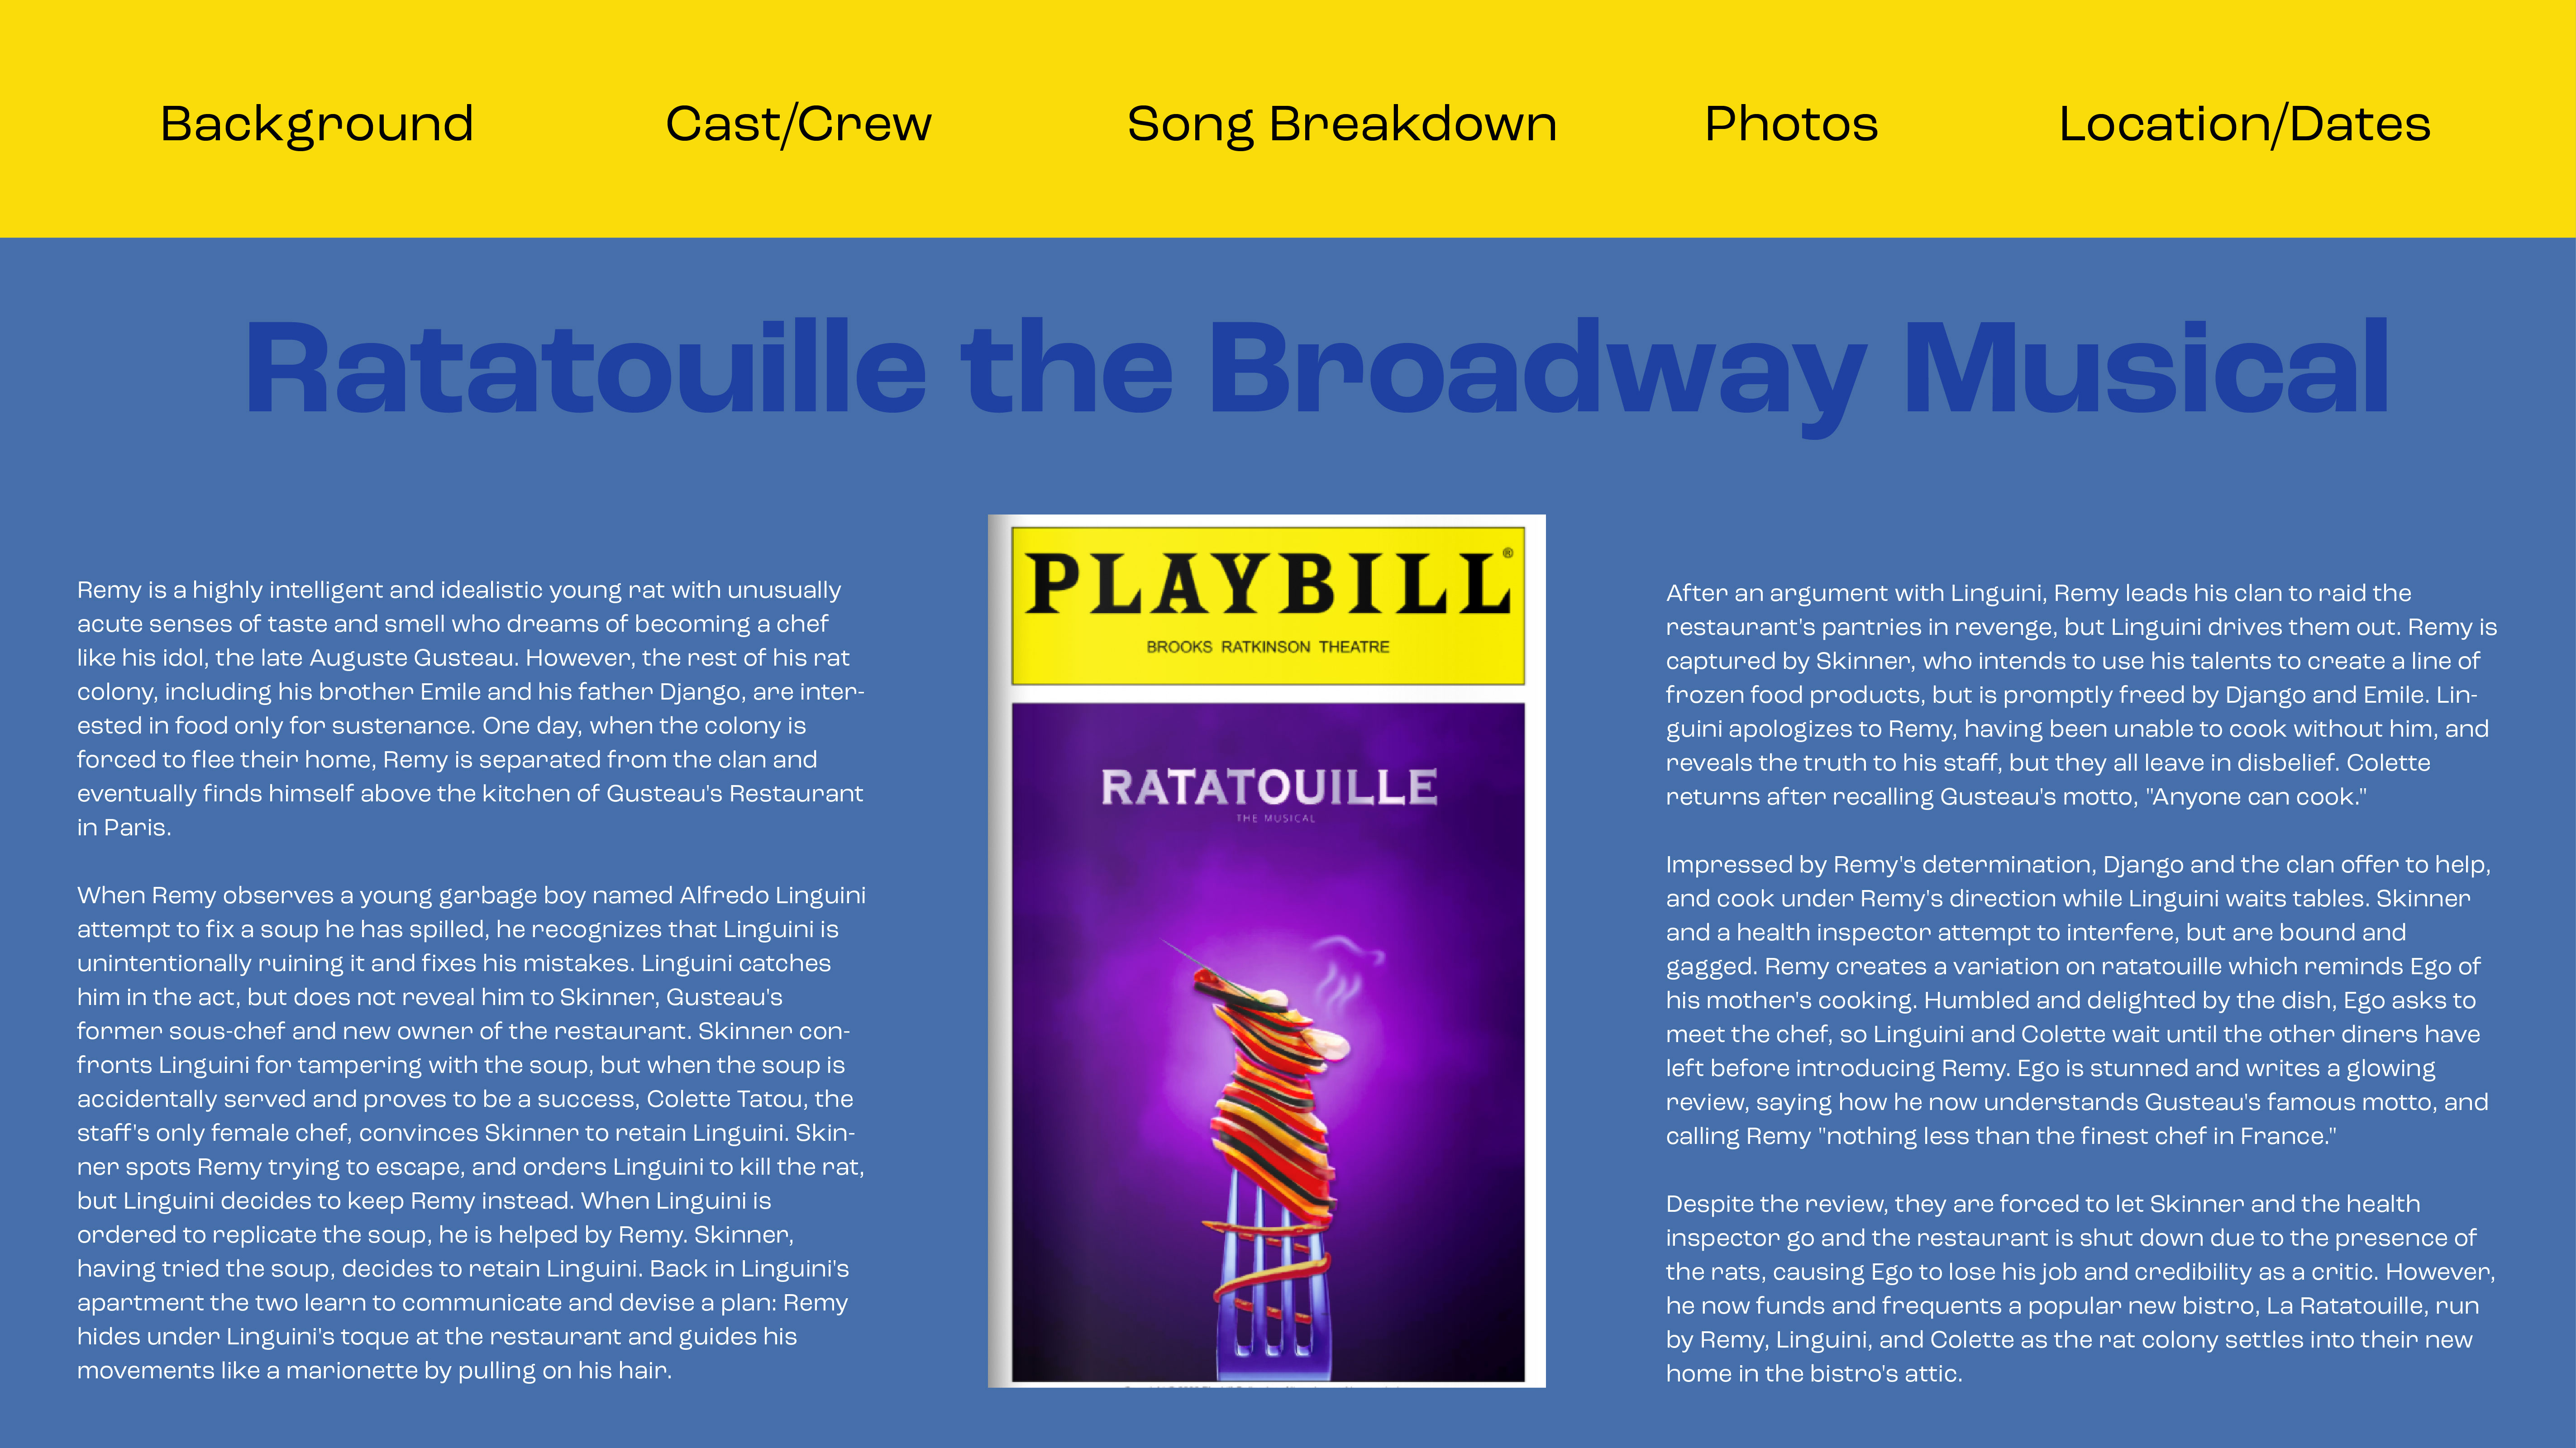 Background Cast/Crew Song Breakdown Photos Location/Dates
Ratatouille the Broadway Musical
Remy is a highly intelligent and idealistic young rat with unusually
acute senses of taste and smell who dreams of becoming a chef
like his idol, the late Auguste Gusteau. However, the rest of his rat
colony, including his brother Emile and his father Django, are inter-
ested in food only for sustenance. One day, when the colony is
forced to flee their home, Remy is separated from the clan and
eventually finds himself above the kitchen of Gusteau's Restaurant
in Paris.
When Remy observes a young garbage boy named Alfredo Linguini
attempt to fix a soup he has spilled, he recognizes that Linguini is
unintentionally ruining it and fixes his mistakes. Linguini catches
him in the act, but does not reveal him to Skinner, Gusteau's
former sous-chef and new owner of the restaurant. Skinner con-
fronts Linguini for tampering with the soup, but when the soup is
accidentally served and proves to be a success, Colette Tatou, the
staff's only female chef, convinces Skinner to retain Linguini. Skin-
ner spots Remy trying to escape, and orders Linguini to kill the rat,
but Linguini decides to keep Remy instead. When Linguini is
ordered to replicate the soup, he is helped by Remy. Skinner,
having tried the soup, decides to retain Linguini. Back in Linguini's
apartment the two learn to communicate and devise a plan: Remy
hides under Linguini's toque at the restaurant and guides his
movements like a marionette by pulling on his hair.
PLAYBILL®
BROOKS RATKINSON THEATRE
RATATOUILLE
THE MUSICAL
After an argument with Linguini, Remy leads his clan to raid the
restaurant's pantries in revenge, but Linguini drives them out. Remy is
captured by Skinner, who intends to use his talents to create a line of
frozen food products, but is promptly freed by Django and Emile. Lin-
guini apologizes to Remy, having been unable to cook without him, and
reveals the truth to his staff, but they all leave in disbelief. Colette
returns after recalling Gusteau's motto, "Anyone can cook."
Impressed by Remy's determination, Django and the clan offer to help,
and cook under Remy's direction while Linguini waits tables. Skinner
and a health inspector attempt to interfere, but are bound and
gagged. Remy creates a variation on ratatouille which reminds Ego of
his mother's cooking. Humbled and delighted by the dish, Ego asks to
meet the chef, so Linguini and Colette wait until the other diners have
left before introducing Remy. Ego is stunned and writes a glowing
review, saying how he now understands Gusteau's famous motto, and
calling Remy "nothing less than the finest chef in France."
Despite the review, they are forced to let Skinner and the health
inspector go and the restaurant is shut down due to the presence of
the rats, causing Ego to lose his job and credibility as a critic. However,
he now funds and frequents a popular new bistro, La Ratatouille, run
by Remy, Linguini, and Colette as the rat colony settles into their new
home in the bistro's attic.